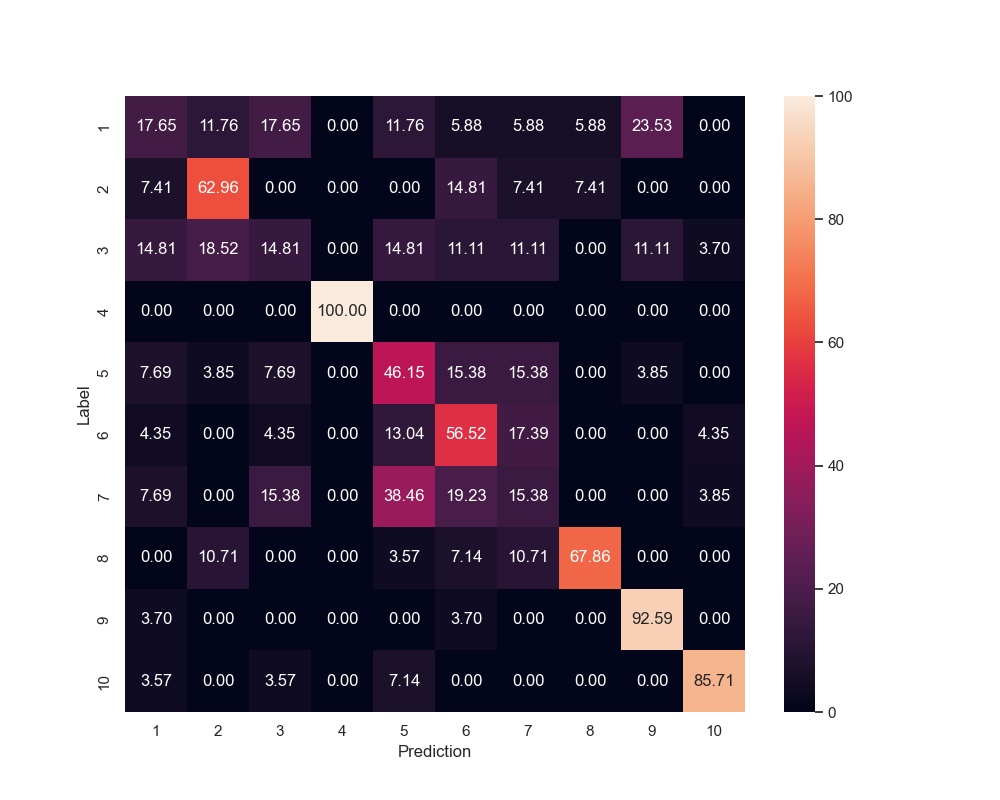 1 17.65 11.76 17.65 0.00 11.76 5.88 5.88 5.88 23.53 0.00 100
2 7.41 62.96 0.00 0.00 0.00 14.81 7.41 7.41 0.00 0.00
80
3 14.81 18.52 14.81 0.00 14.81 11.11 11.11 0.00 11.11 3.70
4 0.00 0.00 0.00 100.00 0.00 0.00 0.00 0.00 0.00 0.00
60
5 7.69 3.85 7.69 0.00 46.15 15.38 15.38 0.00 3.85 0.00
Label
6 4.35 0.00 4.35 0.00 13.04 56.52 17.39 0.00 0.00 4.35
40
7 7.69 0.00 15.38 0.00 38.46 19.23 15.38 0.00 0.00 3.85
8 0.00 10.71 0.00 0.00 3.57 7.14 10.71 67.86 0.00 0.00
20
9 3.70 0.00 0.00 0.00 0.00 3.70 0.00 0.00 92.59 0.00
10 3.57 0.00 3.57 0.00 7.14 0.00 0.00 0.00 0.00 85.71
0
1 2 3 4 5 6 7 8 9 10
Prediction